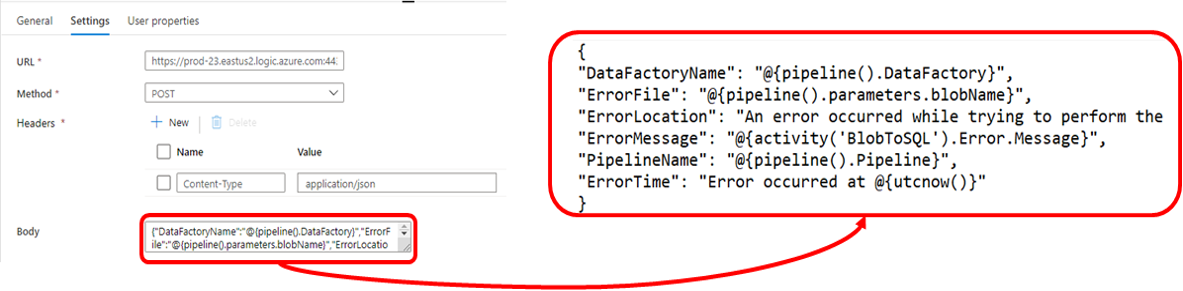 General Settings User properties
URL * https://prod-23.eastus2.logic.azure.com:44
Method * POST
Headers * + New Delete
Name Value
Content-Type application/json
Body {"DataFactoryName":"@{pipeline().DataFactory}","ErrorF
ile":"@{pipeline().parameters.blobName}","ErrorLocatio
{
"DataFactoryName": "@{pipeline().DataFactory}",
"ErrorFile": "@{pipeline().parameters.blobName}",
"ErrorLocation": "An error occurred while trying to perform the
"ErrorMessage": "@{activity('BlobToSQL').Error.Message}",
"PipelineName": "@{pipeline().Pipeline}",
"ErrorTime": "Error occurred at @{utcnow()}"
}